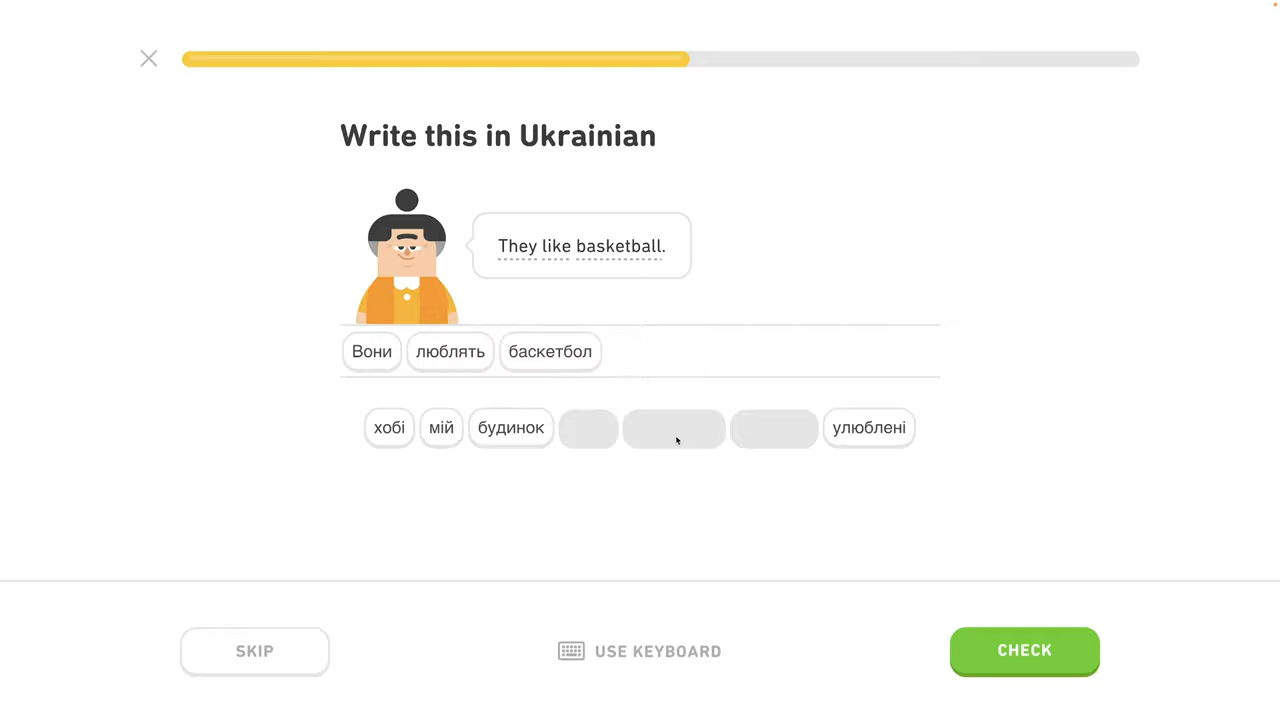 Write this in Ukrainian
They like basketball.
Вони люблять баскетбол
хобі мій будинок улюблені
SKIP USE KEYBOARD CHECK